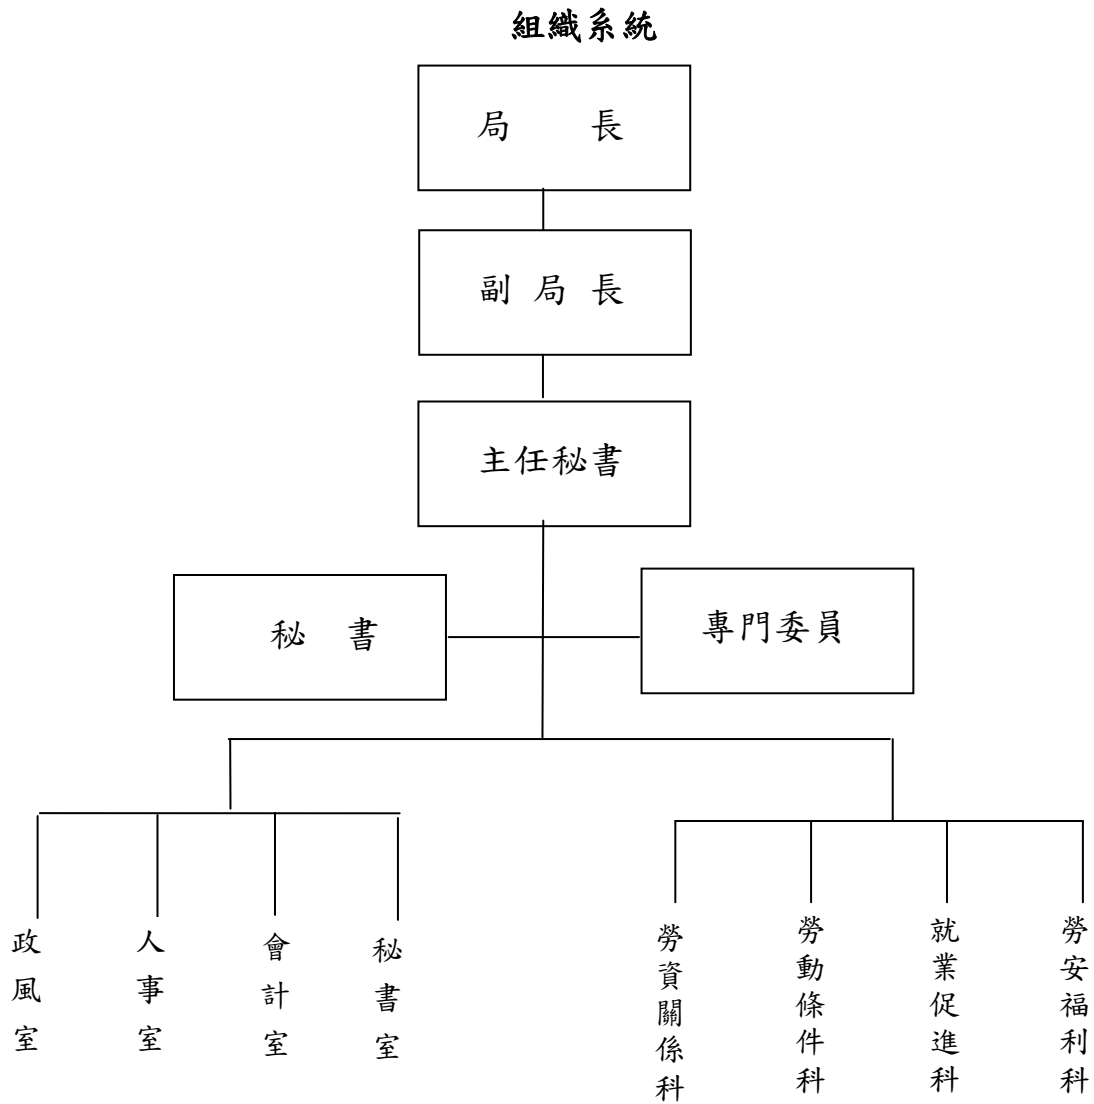 組織系統
局 長
副 局 長
主任秘書
秘 書
專門委員
政風室
人事室
會計室
秘書室
勞資關係科
勞動條件科
就業促進科
勞安福利科